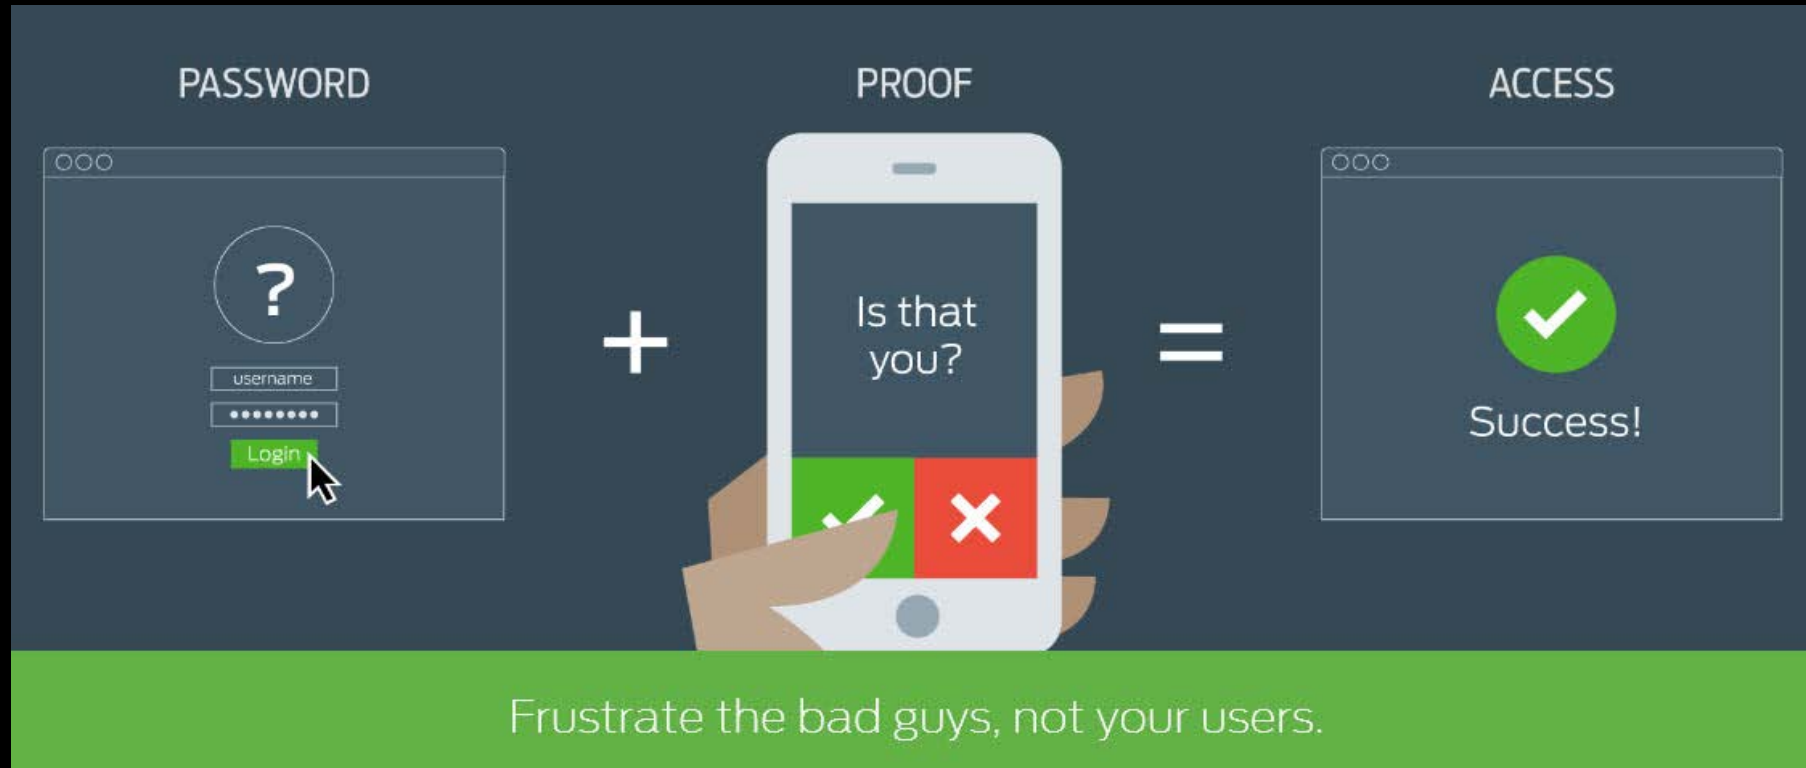 PASSWORD
PROOF
ACCESS
?
username
Login
+
Is that
you?
=
Success!
Frustrate the bad guys, not your users.